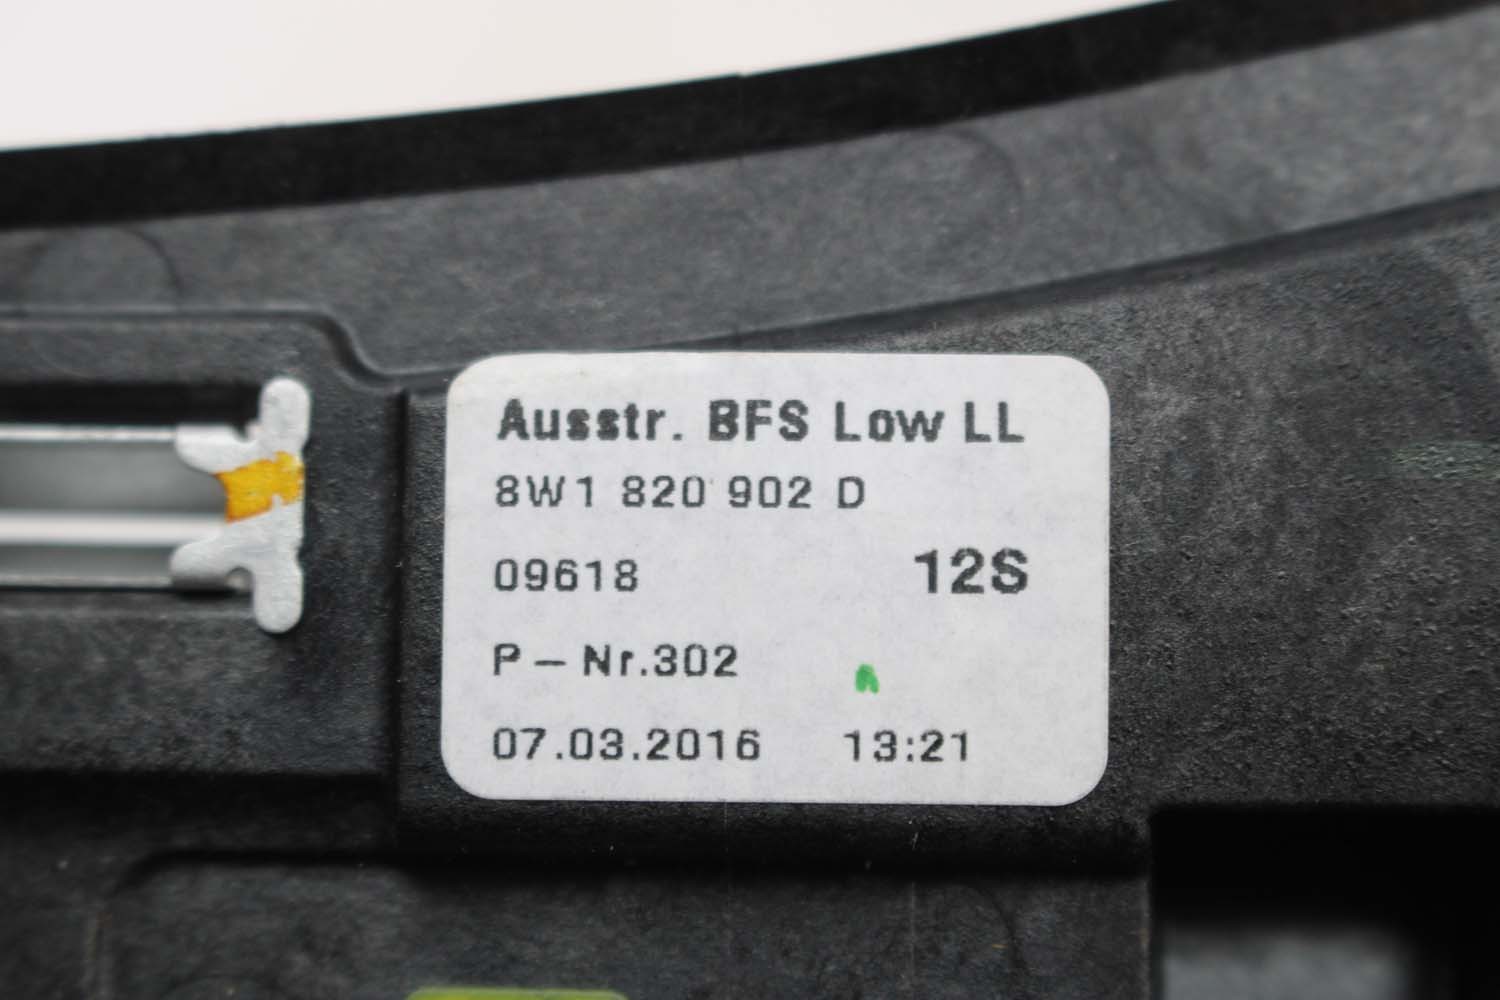 Ausstr. BFS Low LL
8W1 820 902 D
09618 12S
P – Nr.302
07.03.2016 13:21